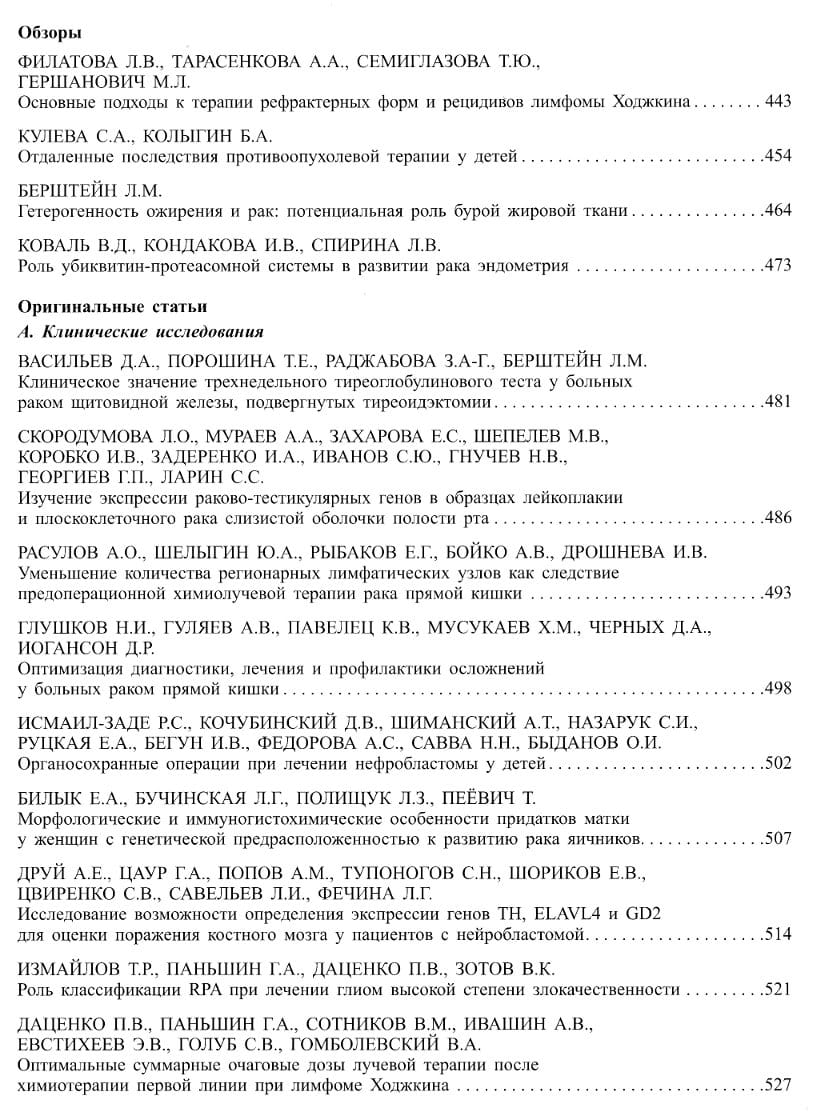 Обзоры
ФИЛАТОВА Л.В., ТАРАСЕНКОВА А.А., СЕМИГЛАЗОВА Т.Ю.,
ГЕРШАНОВИЧ М.Л.
Основные подходы к терапии рефрактерных форм и рецидивов лимфомы Ходжкина........443
КУЛЕВА С.А., КОЛЫГИН Б.А.
Отдаленные последствия противоопухолевой терапии у детей..............................454
БЕРШТЕЙН Л.М.
Гетерогенность ожирения и рак: потенциальная роль бурой жировой ткани................464
КОВАЛЬ В.Д., КОНДАКОВА И.В., СПИРИНА Л.В.
Роль убиквитин-протеасомной системы в развитии рака эндометрия .......................473
Оригинальные статьи
А. Клинические исследования
ВАСИЛЬЕВ Д.А., ПОРОШИНА Т.Е., РАДЖАБОВА З.А-Г., БЕРШТЕЙН Л.М.
Клиническое значение трехнедельного тиреоглобулинового теста у больных
раком щитовидной железы, подвергнутых тиреоидэктомии.................................481
СКОРОДУМОВА Л.О., МУРАЕВ А.А., ЗАХАРОВА Е.С., ШЕПЕЛЕВ М.В.,
КОРОБКО И.В., ЗАДЕРЕНКО И.А., ИВАНОВ С.Ю., ГНУЧЕВ Н.В.,
ГЕОРГИЕВ Г.П., ЛАРИН С.С.
Изучение экспрессии раково-тестикулярных генов в образцах лейкоплакии
и плоскоклеточного рака слизистой оболочки полости рта .................................486
РАСУЛОВ А.О., ШЕЛЫГИН Ю.А., РЫБАКОВ Е.Г., БОЙКО А.В., ДРОШНЕВА И.В.
Уменьшение количества регионарных лимфатических узлов как следствие
предоперационной химиолучевой терапии рака прямой кишки ............................493
ГЛУШКОВ Н.И., ГУЛЯЕВ А.В., ПАВЕЛЕЦ К.В., МУСУКАЕВ Х.М., ЧЕРНЫХ Д.А.,
ИОГАНСОН Д.Р.
Оптимизация диагностики, лечения и профилактики осложнений
у больных раком прямой кишки...........................................................498
ИСМАИЛ-ЗАДЕ Р.С., КОЧУБИНСКИЙ Д.В., ШИМАНСКИЙ А.Т., НАЗАРУК С.И.,
РУЦКАЯ Е.А., БЕГУН И.В., ФЕДОРОВА А.С., САВВА Н.Н., БЫДАНОВ О.И.
Органосохранные операции при лечении нефробластомы у детей..........................502
БИЛЫК Е.А., БУЧИНСКАЯ Л.Г., ПОЛИЩУК Л.З., ПЕЁВИЧ Т.
Морфологические и иммуногистохимические особенности придатков матки
у женщин с генетической предрасположенностью к развитию рака яичников..............507
ДРУЙ А.Е., ЦАУР Г.А., ПОПОВ А.М., ТУПОНОГОВ С.Н., ШОРИКОВ Е.В.,
ЦВИРЕНКО С.В., САВЕЛЬЕВ Л.И., ФЕЧИНА Л.Г.
Исследование возможности определения экспрессии генов TH, ELAVL4 и GD2
для оценки поражения костного мозга у пациентов с нейробластомой.....................514
ИЗМАЙЛОВ Т.Р., ПАНЬШИН Г.А., ДАЦЕНКО П.В., ЗОТОВ В.К.
Роль классификации RPA при лечении глиом высокой степени злокачественности .........521
ДАЦЕНКО П.В., ПАНЬШИН Г.А., СОТНИКОВ В.М., ИВАШИН А.В.,
ЕВСТИХЕЕВ Э.В., ГОЛУБ С.В., ГОМБОЛЕВСКИЙ В.А.
Оптимальные суммарные очаговые дозы лучевой терапии после
химиотерапии первой линии при лимфоме Ходжкина ......................................527